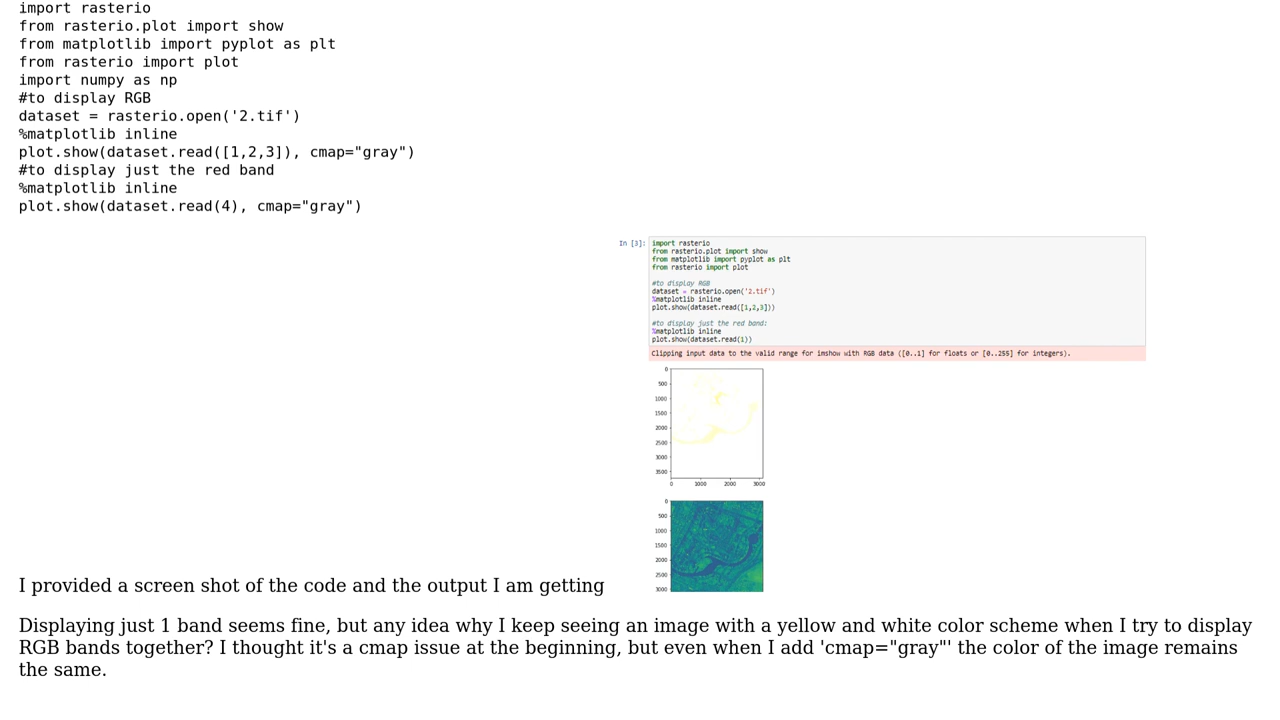 import rasterio
from rasterio.plot import show
from matplotlib import pyplot as plt
from rasterio import plot
import numpy as np
#to display RGB
dataset = rasterio.open('2.tif')
%matplotlib inline
plot.show(dataset.read([1,2,3]), cmap="gray")
#to display just the red band
%matplotlib inline
plot.show(dataset.read(4), cmap="gray")
In [3]: import rasterio
from rasterio.plot import show
from matplotlib import pyplot as plt
from rasterio import plot
#to display RGB
dataset = rasterio.open('2.tif')
%matplotlib inline
plot.show(dataset.read([1,2,3]))
#to display just the red band:
%matplotlib inline
plot.show(dataset.read(1))
Clipping input data to the valid range for imshow with RGB data ([0..1] for floats or [0..255] for integers).
0
500
1000
1500
2000
2500
3000
3500
0 1000 2000 3000
0
500
1000
1500
2000
2500
3000
I provided a screen shot of the code and the output I am getting
Displaying just 1 band seems fine, but any idea why I keep seeing an image with a yellow and white color scheme when I try to display
RGB bands together? I thought it's a cmap issue at the beginning, but even when I add 'cmap="gray"' the color of the image remains
the same.